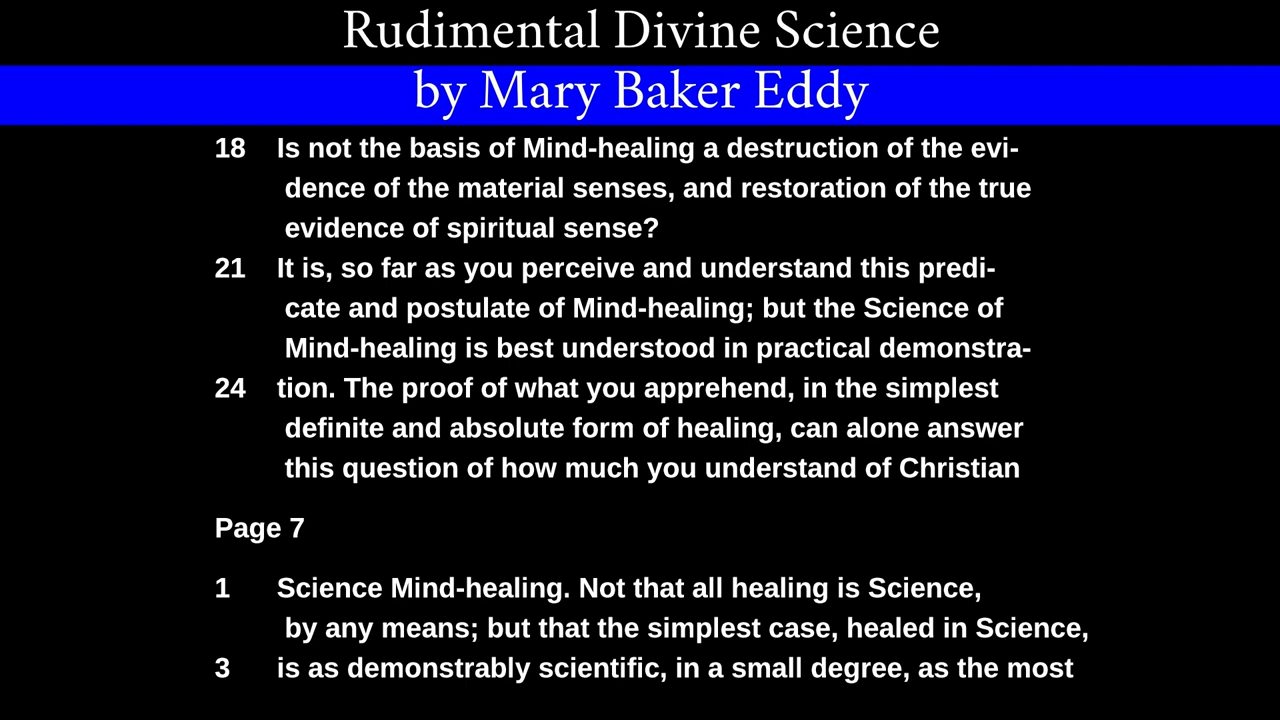 Rudimental Divine Science
by Mary Baker Eddy
18 Is not the basis of Mind-healing a destruction of the evi-
dence of the material senses, and restoration of the true
evidence of spiritual sense?
21 It is, so far as you perceive and understand this predi-
cate and postulate of Mind-healing; but the Science of
Mind-healing is best understood in practical demonstra-
24 tion. The proof of what you apprehend, in the simplest
definite and absolute form of healing, can alone answer
this question of how much you understand of Christian
Page 7
1 Science Mind-healing. Not that all healing is Science,
by any means; but that the simplest case, healed in Science,
3 is as demonstrably scientific, in a small degree, as the most